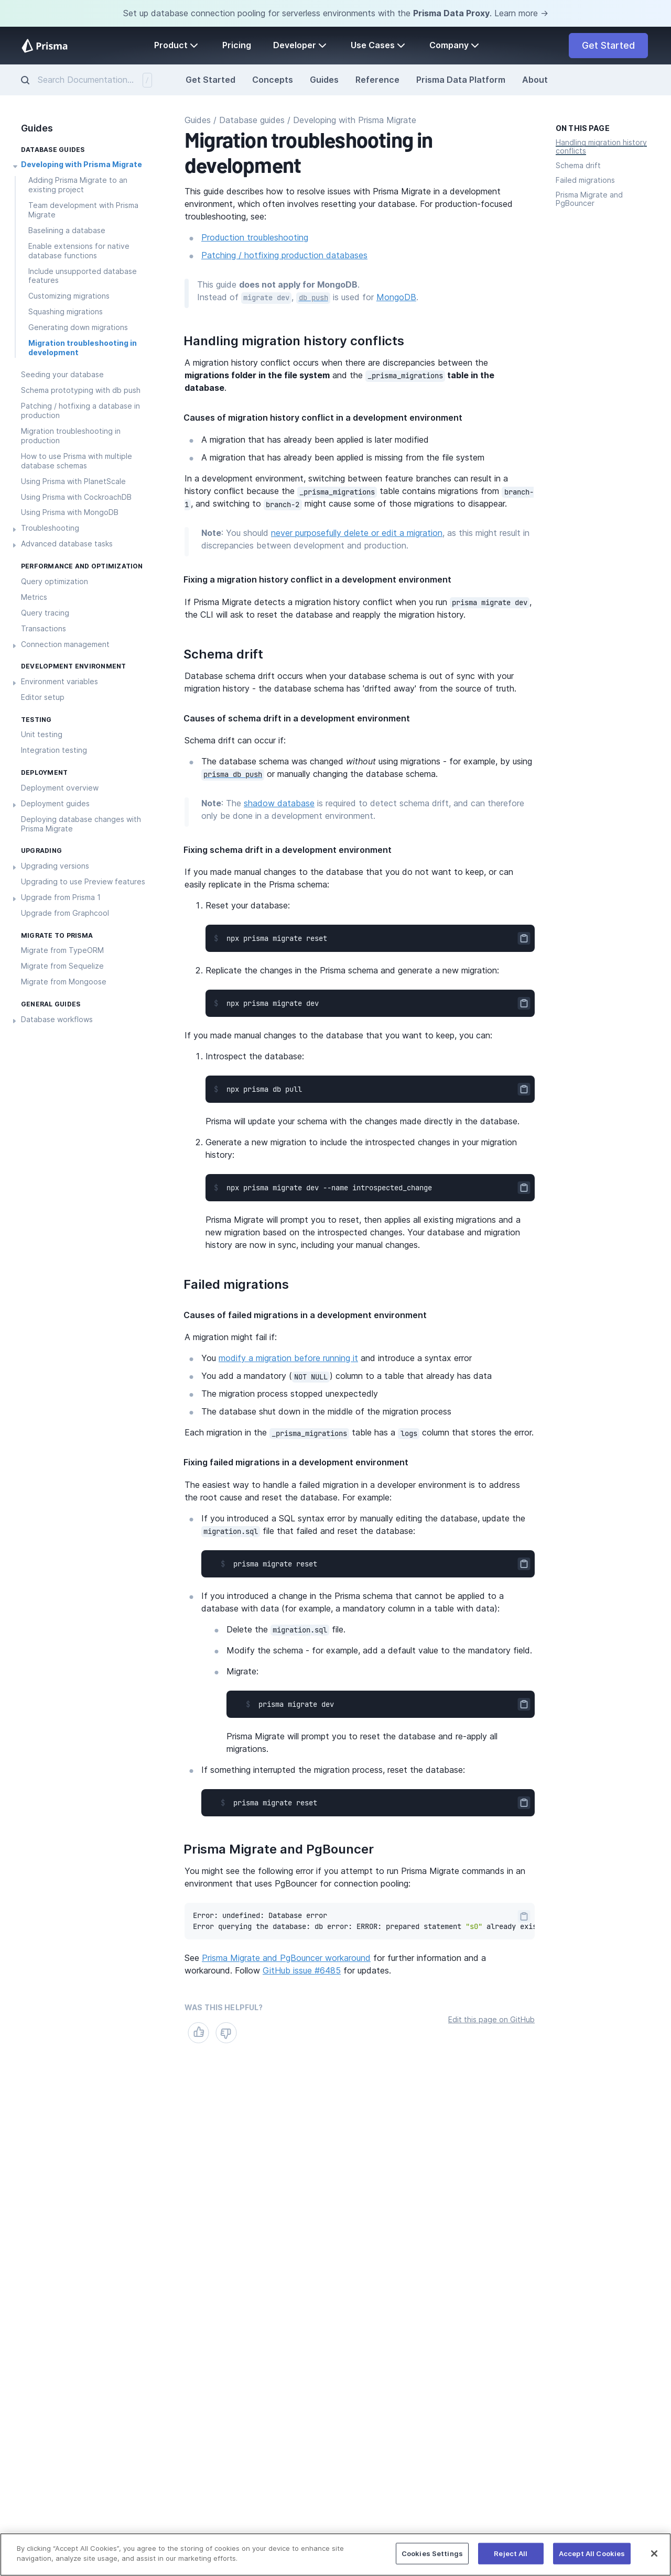 Set up database connection pooling for serverless environments with the Prisma Data Proxy. Learn more →
Prisma
Product
Pricing
Developer
Use Cases
Company
Get Started
Search Documentation... /
Get Started
Concepts
Guides
Reference
Prisma Data Platform
About
Guides
DATABASE GUIDES
Developing with Prisma Migrate
Adding Prisma Migrate to an
existing project
Team development with Prisma
Migrate
Baselining a database
Enable extensions for native
database functions
Include unsupported database
features
Customizing migrations
Squashing migrations
Generating down migrations
Migration troubleshooting in
development
Seeding your database
Schema prototyping with db push
Patching / hotfixing a database in
production
Migration troubleshooting in
production
How to use Prisma with multiple
database schemas
Using Prisma with PlanetScale
Using Prisma with CockroachDB
Using Prisma with MongoDB
Troubleshooting
Advanced database tasks
PERFORMANCE AND OPTIMIZATION
Query optimization
Metrics
Query tracing
Transactions
Connection management
DEVELOPMENT ENVIRONMENT
Environment variables
Editor setup
TESTING
Unit testing
Integration testing
DEPLOYMENT
Deployment overview
Deployment guides
Deploying database changes with
Prisma Migrate
UPGRADING
Upgrading versions
Upgrading to use Preview features
Upgrade from Prisma 1
Upgrade from Graphcool
MIGRATE TO PRISMA
Migrate from TypeORM
Migrate from Sequelize
Migrate from Mongoose
GENERAL GUIDES
Database workflows
Guides / Database guides / Developing with Prisma Migrate
Migration troubleshooting in
development
This guide describes how to resolve issues with Prisma Migrate in a development
environment, which often involves resetting your database. For production-focused
troubleshooting, see:
Production troubleshooting
Patching / hotfixing production databases
This guide does not apply for MongoDB.
Instead of migrate dev, db push is used for MongoDB.
Handling migration history conflicts
A migration history conflict occurs when there are discrepancies between the
migrations folder in the file system and the _prisma_migrations table in the
database.
Causes of migration history conflict in a development environment
A migration that has already been applied is later modified
A migration that has already been applied is missing from the file system
In a development environment, switching between feature branches can result in a
history conflict because the _prisma_migrations table contains migrations from branch-
1, and switching to branch-2 might cause some of those migrations to disappear.
Note: You should never purposefully delete or edit a migration, as this might result in
discrepancies between development and production.
Fixing a migration history conflict in a development environment
If Prisma Migrate detects a migration history conflict when you run prisma migrate dev,
the CLI will ask to reset the database and reapply the migration history.
Schema drift
Database schema drift occurs when your database schema is out of sync with your
migration history - the database schema has 'drifted away' from the source of truth.
Causes of schema drift in a development environment
Schema drift can occur if:
The database schema was changed without using migrations - for example, by using
prisma db push or manually changing the database schema.
Note: The shadow database is required to detect schema drift, and can therefore
only be done in a development environment.
Fixing schema drift in a development environment
If you made manual changes to the database that you do not want to keep, or can
easily replicate in the Prisma schema:
1. Reset your database:
$ npx prisma migrate reset
2. Replicate the changes in the Prisma schema and generate a new migration:
$ npx prisma migrate dev
If you made manual changes to the database that you want to keep, you can:
1. Introspect the database:
$ npx prisma db pull
Prisma will update your schema with the changes made directly in the database.
2. Generate a new migration to include the introspected changes in your migration
history:
$ npx prisma migrate dev --name introspected_change
Prisma Migrate will prompt you to reset, then applies all existing migrations and a
new migration based on the introspected changes. Your database and migration
history are now in sync, including your manual changes.
Failed migrations
Causes of failed migrations in a development environment
A migration might fail if:
You modify a migration before running it and introduce a syntax error
You add a mandatory (NOT NULL) column to a table that already has data
The migration process stopped unexpectedly
The database shut down in the middle of the migration process
Each migration in the _prisma_migrations table has a logs column that stores the error.
Fixing failed migrations in a development environment
The easiest way to handle a failed migration in a developer environment is to address
the root cause and reset the database. For example:
If you introduced a SQL syntax error by manually editing the database, update the
migration.sql file that failed and reset the database:
$ prisma migrate reset
If you introduced a change in the Prisma schema that cannot be applied to a
database with data (for example, a mandatory column in a table with data):
Delete the migration.sql file.
Modify the schema - for example, add a default value to the mandatory field.
Migrate:
$ prisma migrate dev
Prisma Migrate will prompt you to reset the database and re-apply all
migrations.
If something interrupted the migration process, reset the database:
$ prisma migrate reset
Prisma Migrate and PgBouncer
You might see the following error if you attempt to run Prisma Migrate commands in an
environment that uses PgBouncer for connection pooling:
Error: undefined: Database error
Error querying the database: db error: ERROR: prepared statement "s0" already exis
See Prisma Migrate and PgBouncer workaround for further information and a
workaround. Follow GitHub issue #6485 for updates.
WAS THIS HELPFUL?
Edit this page on GitHub
ON THIS PAGE
Handling migration history
conflicts
Schema drift
Failed migrations
Prisma Migrate and
PgBouncer
By clicking “Accept All Cookies”, you agree to the storing of cookies on your device to enhance site
navigation, analyze site usage, and assist in our marketing efforts.
Cookies Settings
Reject All
Accept All Cookies